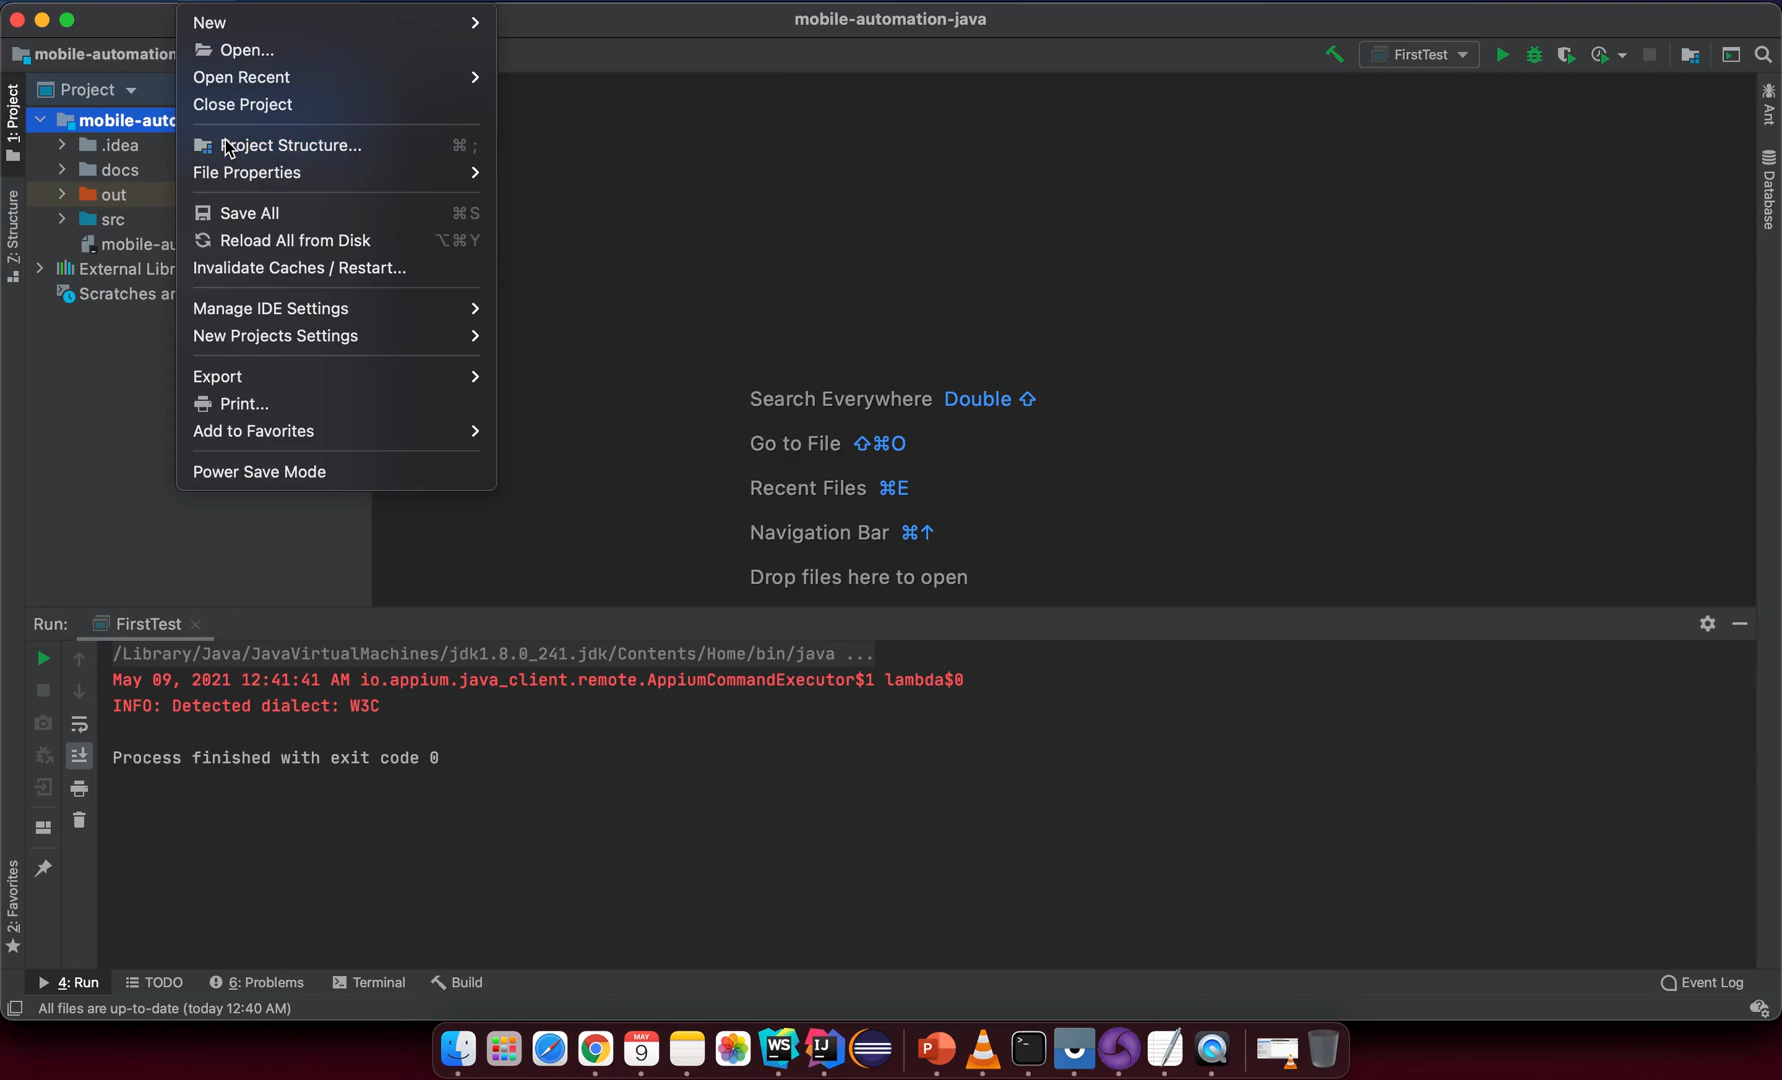 mobile-automation-java
mobile-automation
FirstTest
New
Open...
Open Recent
Close Project
Project Structure... ⌘ ;
File Properties
Save All ⌘S
Reload All from Disk ⌥⌘Y
Invalidate Caches / Restart...
Manage IDE Settings
New Projects Settings
Export
Print...
Add to Favorites
Power Save Mode
1: Project
7: Structure
2: Favorites
Project
mobile-auto
.idea
docs
out
src
mobile-au
External Libr
Scratches an
Ant
Database
Search Everywhere Double ⇧
Go to File ⇧⌘O
Recent Files ⌘E
Navigation Bar ⌘↑
Drop files here to open
Run: FirstTest
/Library/Java/JavaVirtualMachines/jdk1.8.0_241.jdk/Contents/Home/bin/java ...
May 09, 2021 12:41:41 AM io.appium.java_client.remote.AppiumCommandExecutor$1 lambda$0
INFO: Detected dialect: W3C
Process finished with exit code 0
4: Run TODO 6: Problems Terminal Build Event Log
All files are up-to-date (today 12:40 AM)
MAY
9
WS
IJ
P